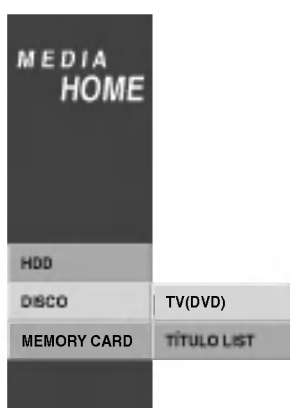 MEDIA
HOME
HDD
DISCO
TV(DVD)
MEMORY CARD
TÍTULO LIST